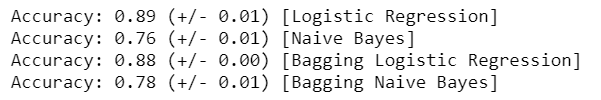 Accuracy: 0.89 (+/- 0.01) [Logistic Regression]
Accuracy: 0.76 (+/- 0.01) [Naive Bayes]
Accuracy: 0.88 (+/- 0.00) [Bagging Logistic Regression]
Accuracy: 0.78 (+/- 0.01) [Bagging Naive Bayes]